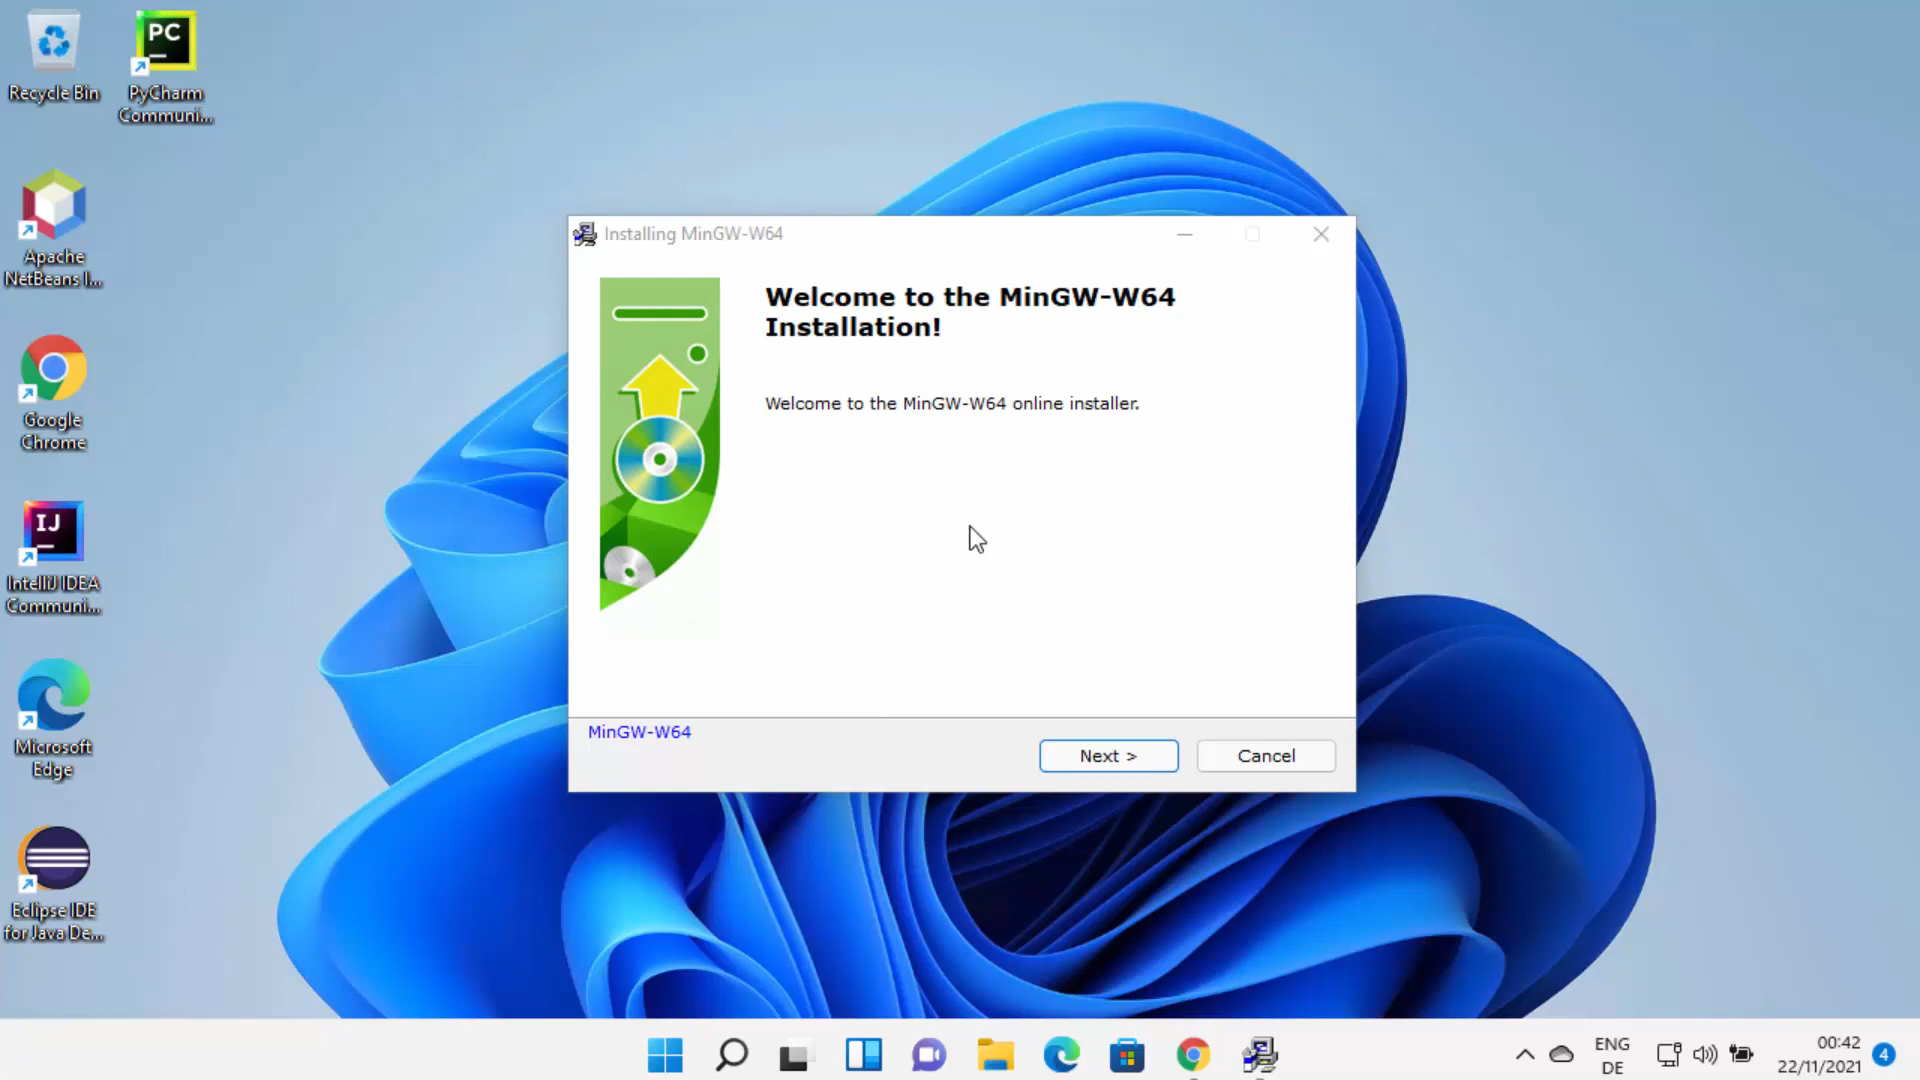 Recycle Bin
PC
PyCharm
Communi...
Apache
NetBeans I...
Google
Chrome
IJ
IntelliJ IDEA
Communi...
Microsoft
Edge
Eclipse IDE
for Java De...
Installing MinGW-W64
Welcome to the MinGW-W64
Installation!
Welcome to the MinGW-W64 online installer.
MinGW-W64
Next >
Cancel
ENG
DE
00:42
22/11/2021
4